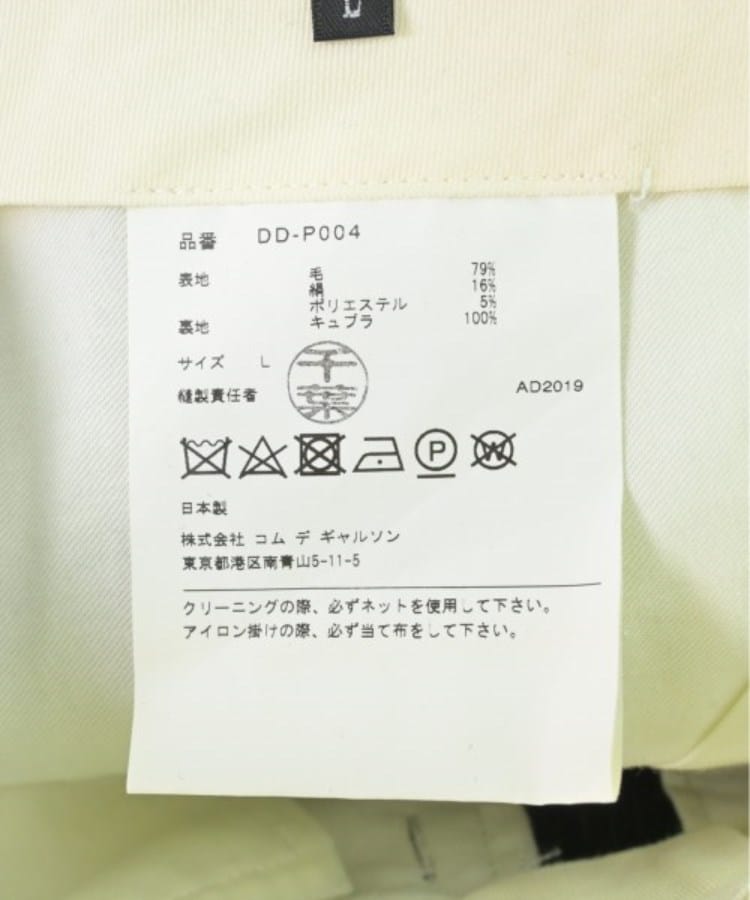 L
品番 DD-P004
表地 毛 79%
絹 16%
ポリエステル 5%
裏地 キュプラ 100%
サイズ L
千葉
縫製責任者
AD2019
P W
日本製
株式会社 コム デ ギャルソン
東京都港区南青山5-11-5
クリーニングの際、必ずネットを使用して下さい。
アイロン掛けの際、必ず当て布をして下さい。